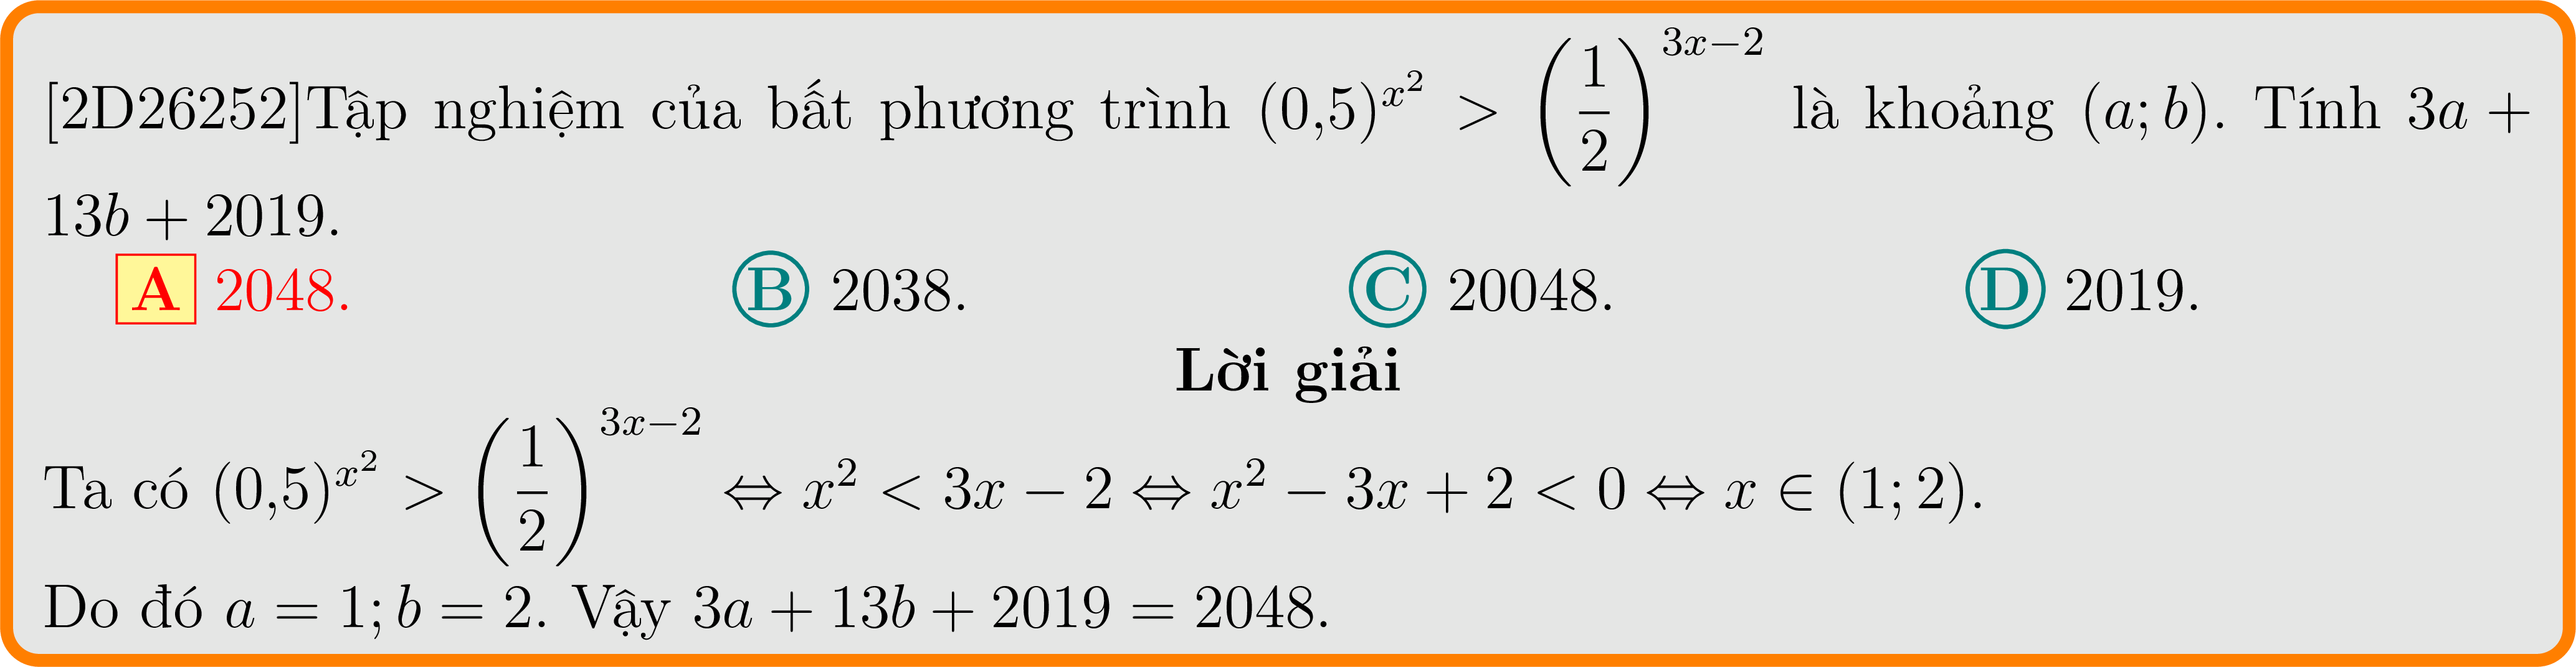 [2D26252]Tập nghiệm của bất phương trình $(0{,}5)^{x^2} > \left(\dfrac{1}{2}\right)^{3x-2}$ là khoảng $(a; b)$. Tính $3a +$
$13b + 2019$.
A 2048. B 2038. C 20048. D 2019.
Lời giải
Ta có $(0{,}5)^{x^2} > \left(\dfrac{1}{2}\right)^{3x-2} \Leftrightarrow x^2 < 3x - 2 \Leftrightarrow x^2 - 3x + 2 < 0 \Leftrightarrow x \in (1; 2)$.
Do đó $a = 1; b = 2$. Vậy $3a + 13b + 2019 = 2048$.